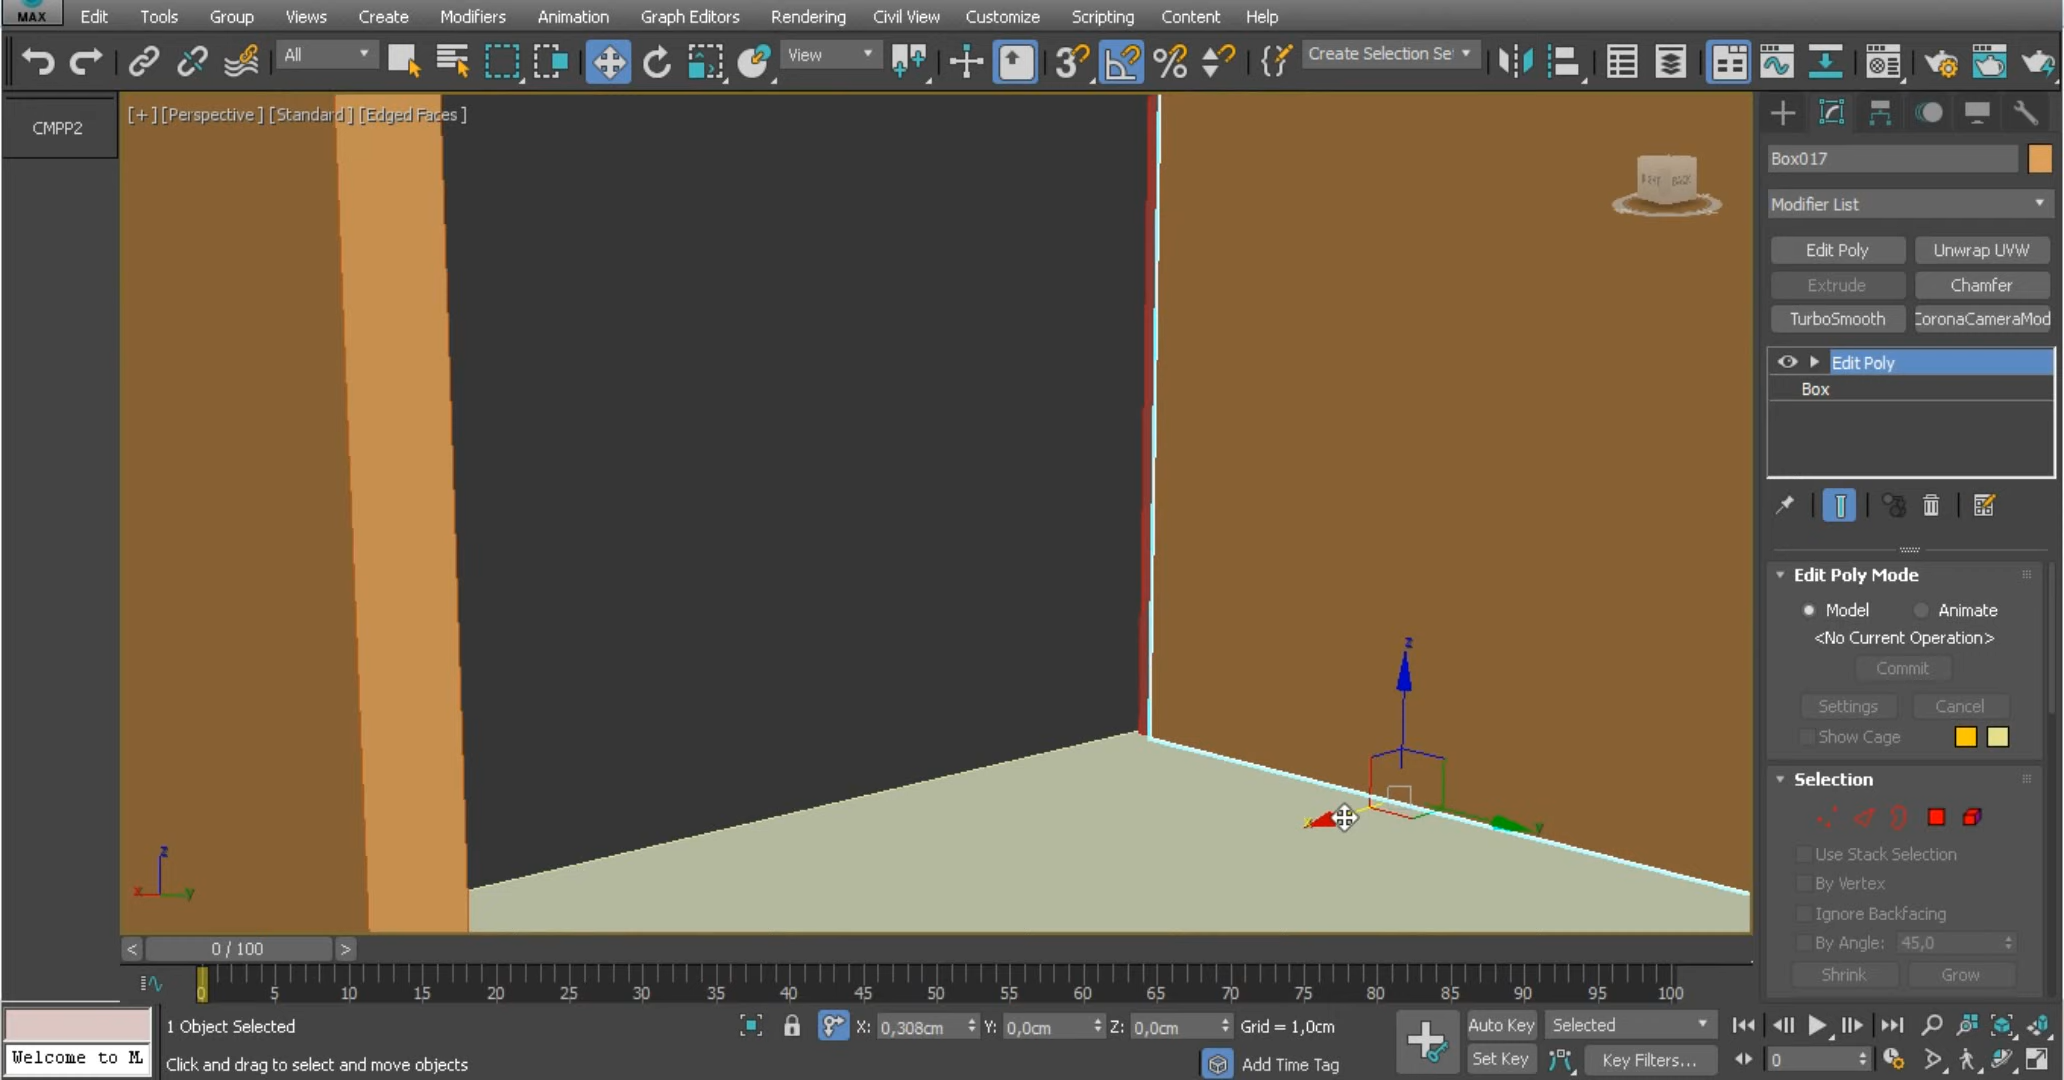 MAX Edit Tools Group Views Create Modifiers Animation Graph Editors Rendering Civil View Customize Scripting Content Help
All View 3 Create Selection Se
CMPP2
[+] [Perspective] [Standard] [Edged Faces]
BACK
Box017
Modifier List
Edit Poly Unwrap UVW
Extrude Chamfer
TurboSmooth CoronaCameraMod
Edit Poly
Box
Edit Poly Mode
Model Animate
<No Current Operation>
Commit
Settings Cancel
Show Cage
Selection
Use Stack Selection
By Vertex
Ignore Backfacing
By Angle: 45,0
Shrink Grow
z
x y
z
x y
< 0 / 100 >
0 5 10 15 20 25 30 35 40 45 50 55 60 65 70 75 80 85 90 95 100
1 Object Selected X: 0,308cm Y: 0,0cm Z: 0,0cm Grid = 1,0cm Auto Key Selected
Welcome to M Click and drag to select and move objects Add Time Tag Set Key Key Filters... 0